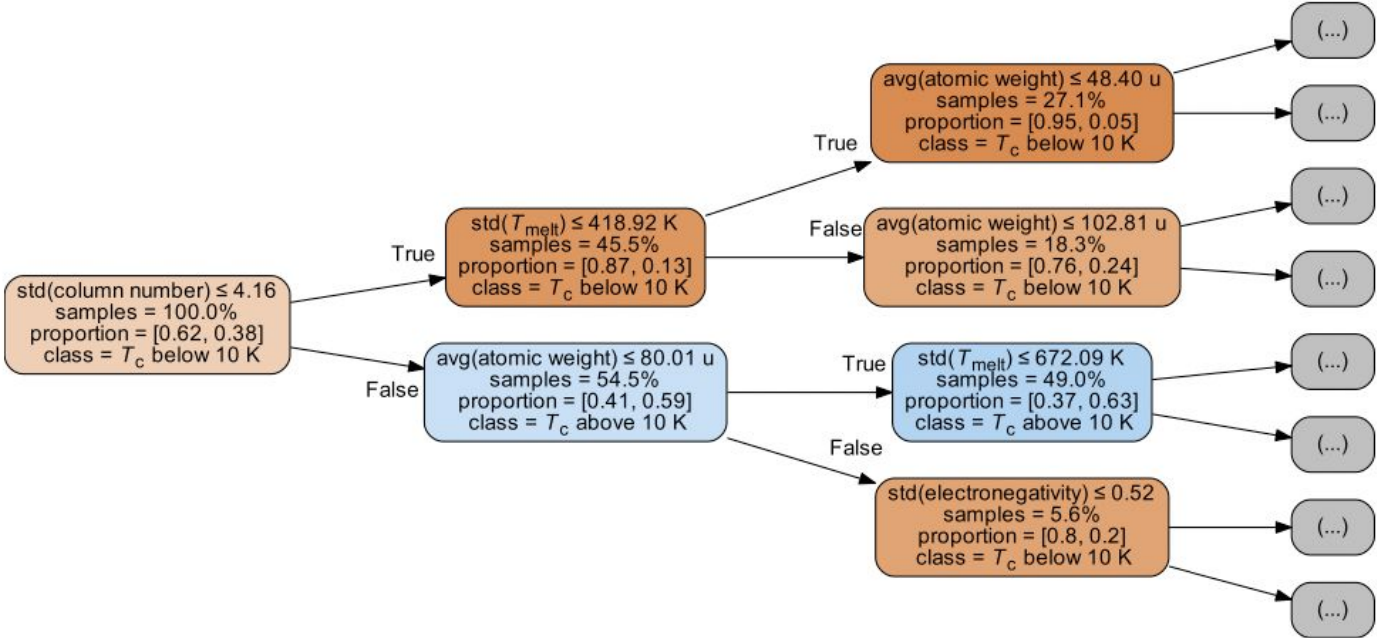 std(column number) ≤ 4.16
samples = 100.0%
proportion = [0.62, 0.38]
class = Tc below 10 K
True
False
std(Tmelt) ≤ 418.92 K
samples = 45.5%
proportion = [0.87, 0.13]
class = Tc below 10 K
avg(atomic weight) ≤ 80.01 u
samples = 54.5%
proportion = [0.41, 0.59]
class = Tc above 10 K
True
False
True
False
avg(atomic weight) ≤ 48.40 u
samples = 27.1%
proportion = [0.95, 0.05]
class = Tc below 10 K
avg(atomic weight) ≤ 102.81 u
samples = 18.3%
proportion = [0.76, 0.24]
class = Tc below 10 K
std(Tmelt) ≤ 672.09 K
samples = 49.0%
proportion = [0.37, 0.63]
class = Tc above 10 K
std(electronegativity) ≤ 0.52
samples = 5.6%
proportion = [0.8, 0.2]
class = Tc below 10 K
(...)
(...)
(...)
(...)
(...)
(...)
(...)
(...)